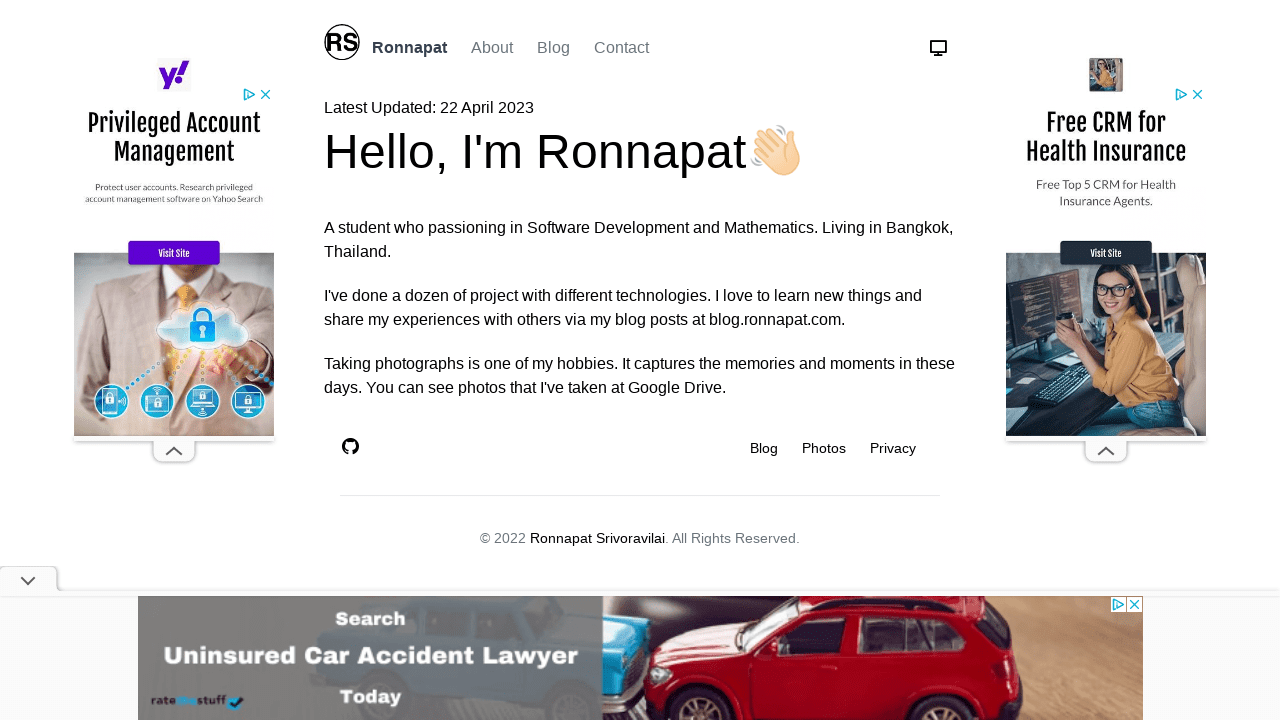 RS
Ronnapat About Blog Contact
Latest Updated: 22 April 2023
Hello, I'm Ronnapat👋🏻
A student who passioning in Software Development and Mathematics. Living in Bangkok,
Thailand.
I've done a dozen of project with different technologies. I love to learn new things and
share my experiences with others via my blog posts at blog.ronnapat.com.
Taking photographs is one of my hobbies. It captures the memories and moments in these
days. You can see photos that I've taken at Google Drive.
Blog Photos Privacy
© 2022 Ronnapat Srivoravilai. All Rights Reserved.
y!
Privileged Account
Management
Protect user accounts. Research privileged
account management software on Yahoo Search
Visit Site
Free CRM for
Health Insurance
Free Top 5 CRM for Health
Insurance Agents.
Visit Site
Search
Uninsured Car Accident Lawyer
Today
ratemystuff